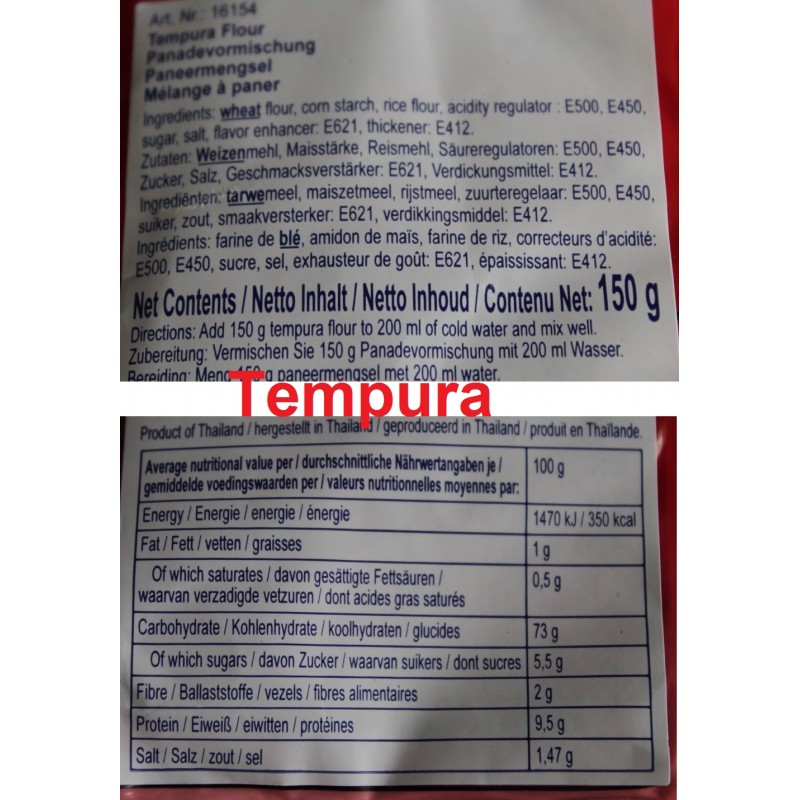 Art. Nr.: 16154
Tempura Flour
Panadevormischung
Paneermengsel
Mélange à paner
Ingredients: wheat flour, corn starch, rice flour, acidity regulator : E500, E450,
sugar, salt, flavor enhancer: E621, thickener: E412.
Zutaten: Weizenmehl, Maisstärke, Reismehl, Säureregulatoren: E500, E450,
Zucker, Salz, Geschmacksverstärker: E621, Verdickungsmittel: E412.
Ingrediënten: tarwemeel, maiszetmeel, rijstmeel, zuurteregelaar: E500, E450,
suiker, zout, smaakversterker: E621, verdikkingsmiddel: E412.
Ingrédients: farine de blé, amidon de maïs, farine de riz, correcteurs d'acidité:
E500, E450, sucre, sel, exhausteur de goût: E621, épaississant: E412.
Net Contents / Netto Inhalt / Netto Inhoud / Contenu Net: 150 g
Directions: Add 150 g tempura flour to 200 ml of cold water and mix well.
Zubereitung: Vermischen Sie 150 g Panadevormischung mit 200 ml Wasser.
Bereiding: Meng 150 g paneermengsel met 200 ml water.
Tempura
Product of Thailand / hergestellt in Thailand / geproduceerd in Thailand / produit en Thaïlande.
Average nutritional value per / durchschnittliche Nährwertangaben je / 100 g
gemiddelde voedingswaarden per / valeurs nutritionnelles moyennes par:
Energy / Energie / energie / énergie 1470 kJ / 350 kcal
Fat / Fett / vetten / graisses 1 g
Of which saturates / davon gesättigte Fettsäuren / 0,5 g
waarvan verzadigde vetzuren / dont acides gras saturés
Carbohydrate / Kohlenhydrate / koolhydraten / glucides 73 g
Of which sugars / davon Zucker / waarvan suikers / dont sucres 5,5 g
Fibre / Ballaststoffe / vezels / fibres alimentaires 2 g
Protein / Eiweiß / eiwitten / protéines 9,5 g
Salt / Salz / zout / sel 1,47 g